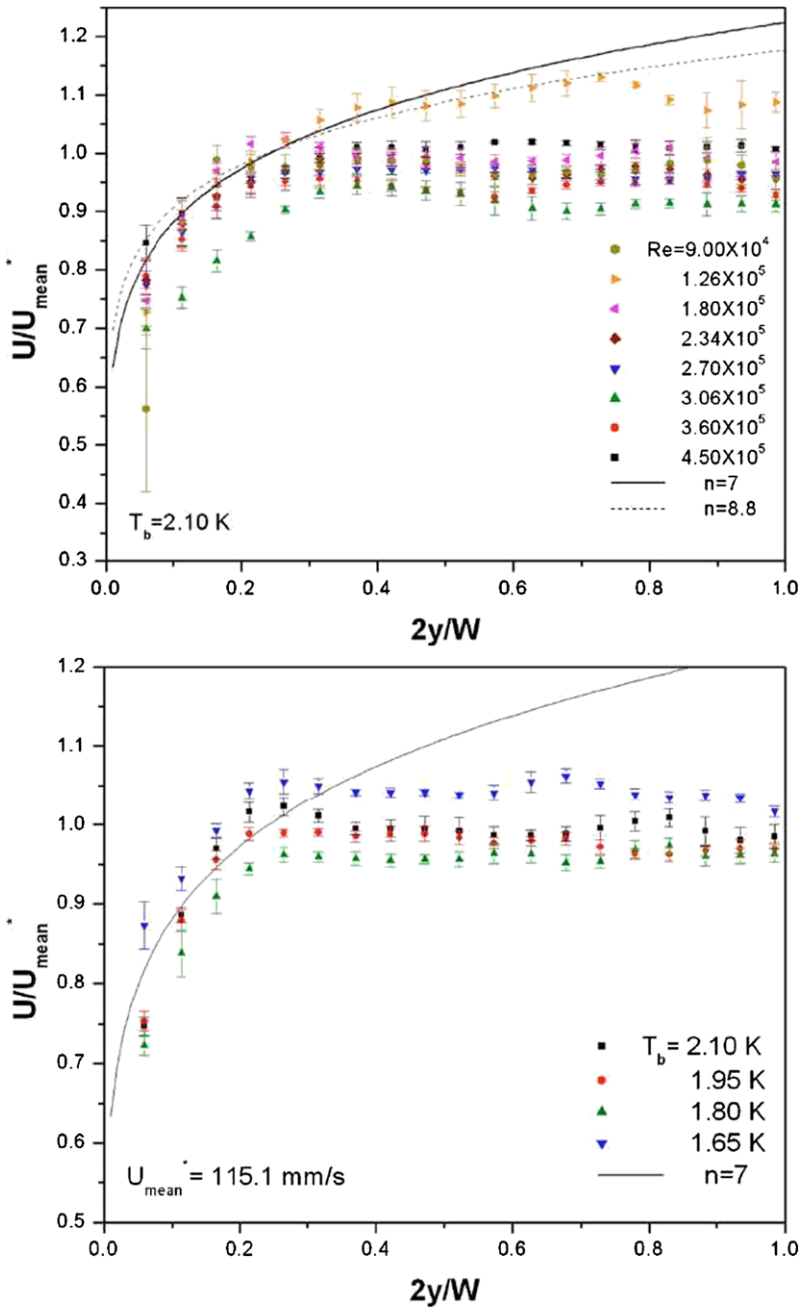 1.2
1.1
1.0
0.9
0.8
0.7
0.6
0.5
0.4
0.3
U/U*mean
Re=9.00X10^4
1.26X10^5
1.80X10^5
2.34X10^5
2.70X10^5
3.06X10^5
3.60X10^5
4.50X10^5
n=7
n=8.8
Tb=2.10 K
0.0 0.2 0.4 0.6 0.8 1.0
2y/W
1.2
1.1
1.0
0.9
0.8
0.7
0.6
0.5
U/U*mean
Tb= 2.10 K
1.95 K
1.80 K
1.65 K
n=7
U*mean= 115.1 mm/s
0.0 0.2 0.4 0.6 0.8 1.0
2y/W